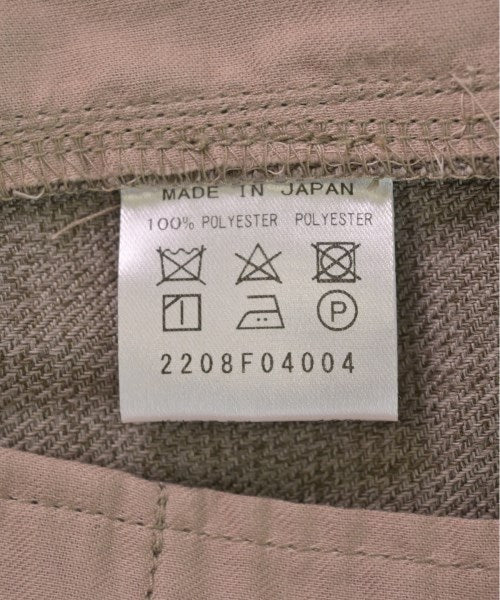 MADE IN JAPAN
100% POLYESTER POLYESTER
P
2208F04004